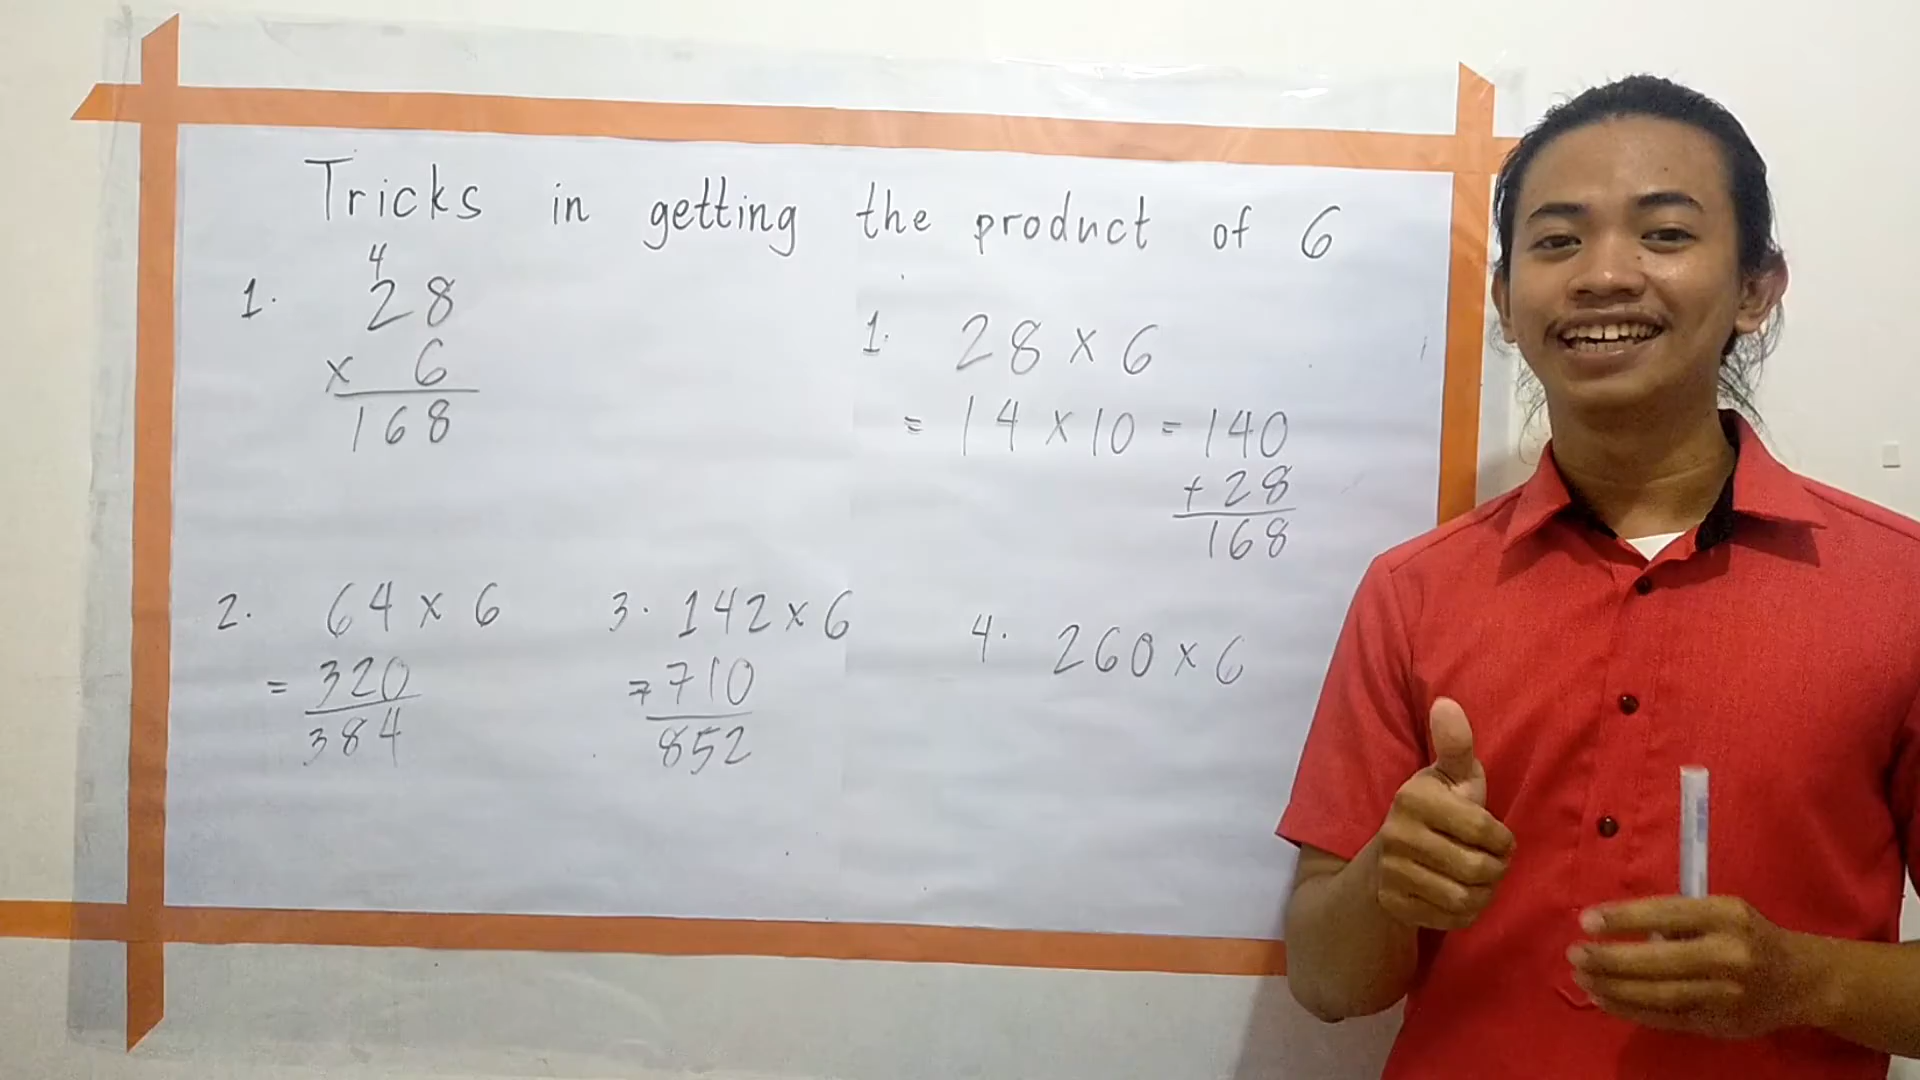 Tricks in getting the product of 6
1.
4
28
x 6
168
1. 28 x 6
= 14 x 10 = 140
+ 28
168
2. 64 x 6
= 320
384
3. 142 x 6
= 710
852
4. 260 x 6